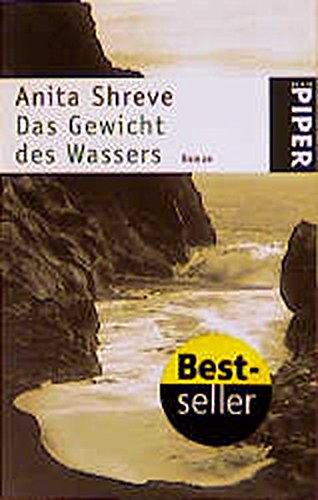 Anita Shreve
Das Gewicht
des Wassers Roman
PIPER
Best-
seller